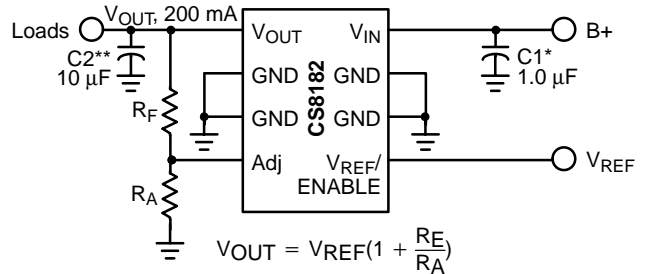 Loads
VOUT, 200 mA
C2**
10 μF
RF
RA
VOUT
GND
GND
Adj
CS8182
VIN
GND
GND
VREF/
ENABLE
C1*
1.0 μF
B+
VREF
VOUT = VREF(1 + RE/RA)